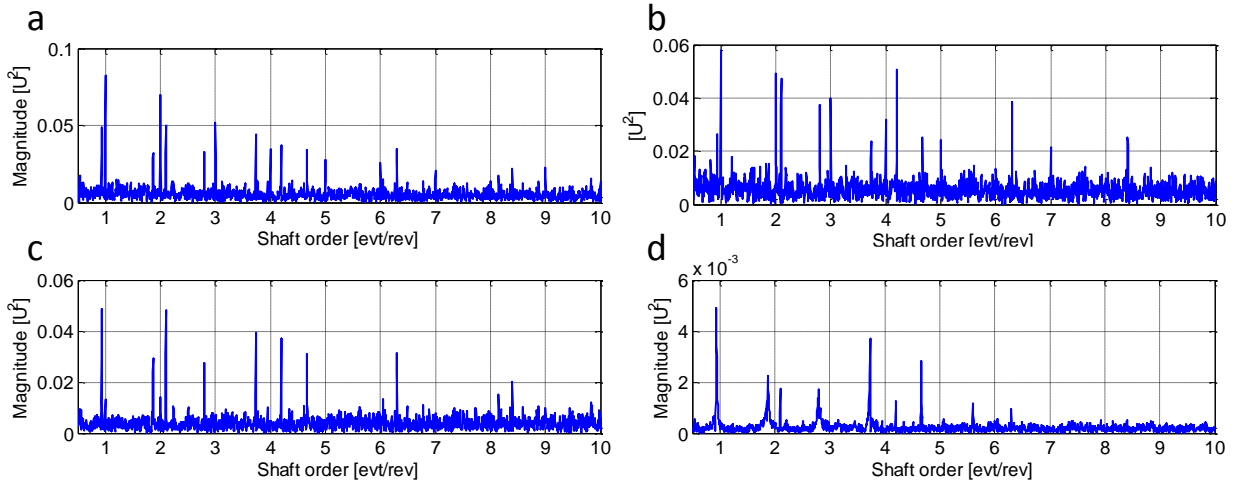 a
0.1
0.05
0
Magnitude [U²]
1 2 3 4 5 6 7 8 9 10
Shaft order [evt/rev]
b
0.06
0.04
0.02
0
[U²]
1 2 3 4 5 6 7 8 9 10
Shaft order [evt/rev]
c
0.06
0.04
0.02
0
Magnitude [U²]
1 2 3 4 5 6 7 8 9 10
Shaft order [evt/rev]
d
x 10⁻³
6
4
2
0
Magnitude [U²]
1 2 3 4 5 6 7 8 9 10
Shaft order [evt/rev]